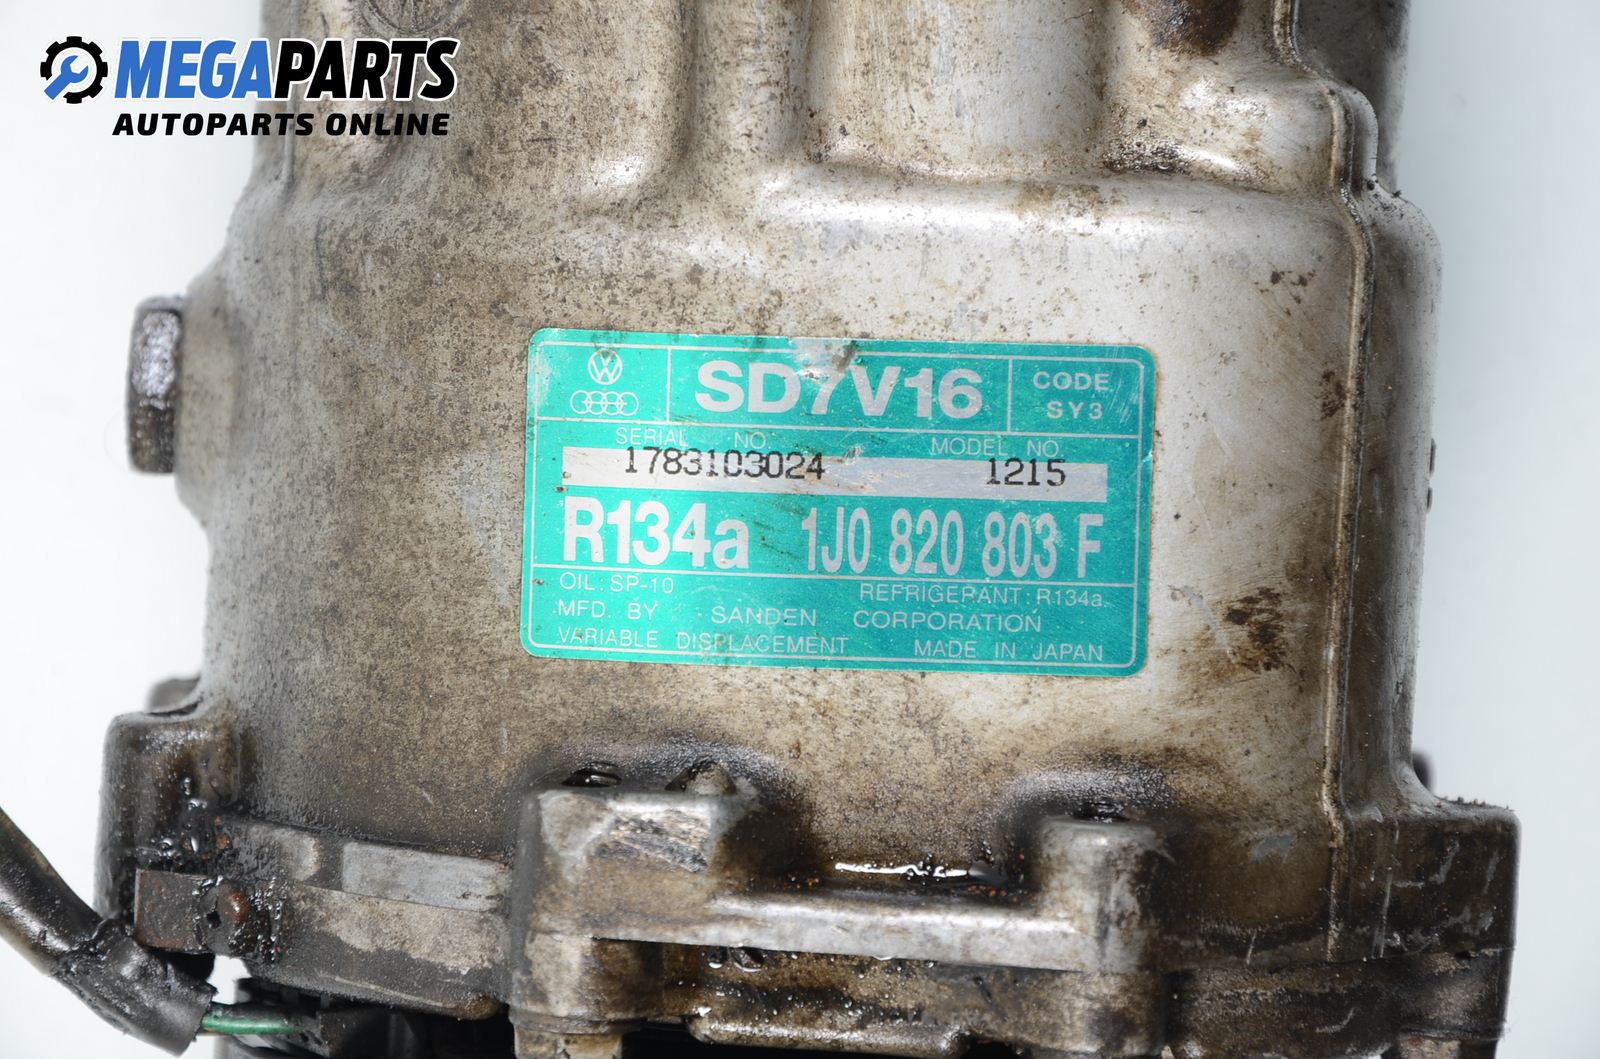 MEGAPARTS
AUTOPARTS ONLINE
SD7V16
CODE
SY3
SERIAL NO.
MODEL NO.
1783103024
1215
R134a 1J0 820 803 F
OIL: SP-10
REFRIGERANT: R134a
MFD. BY SANDEN CORPORATION
VARIABLE DISPLACEMENT
MADE IN JAPAN